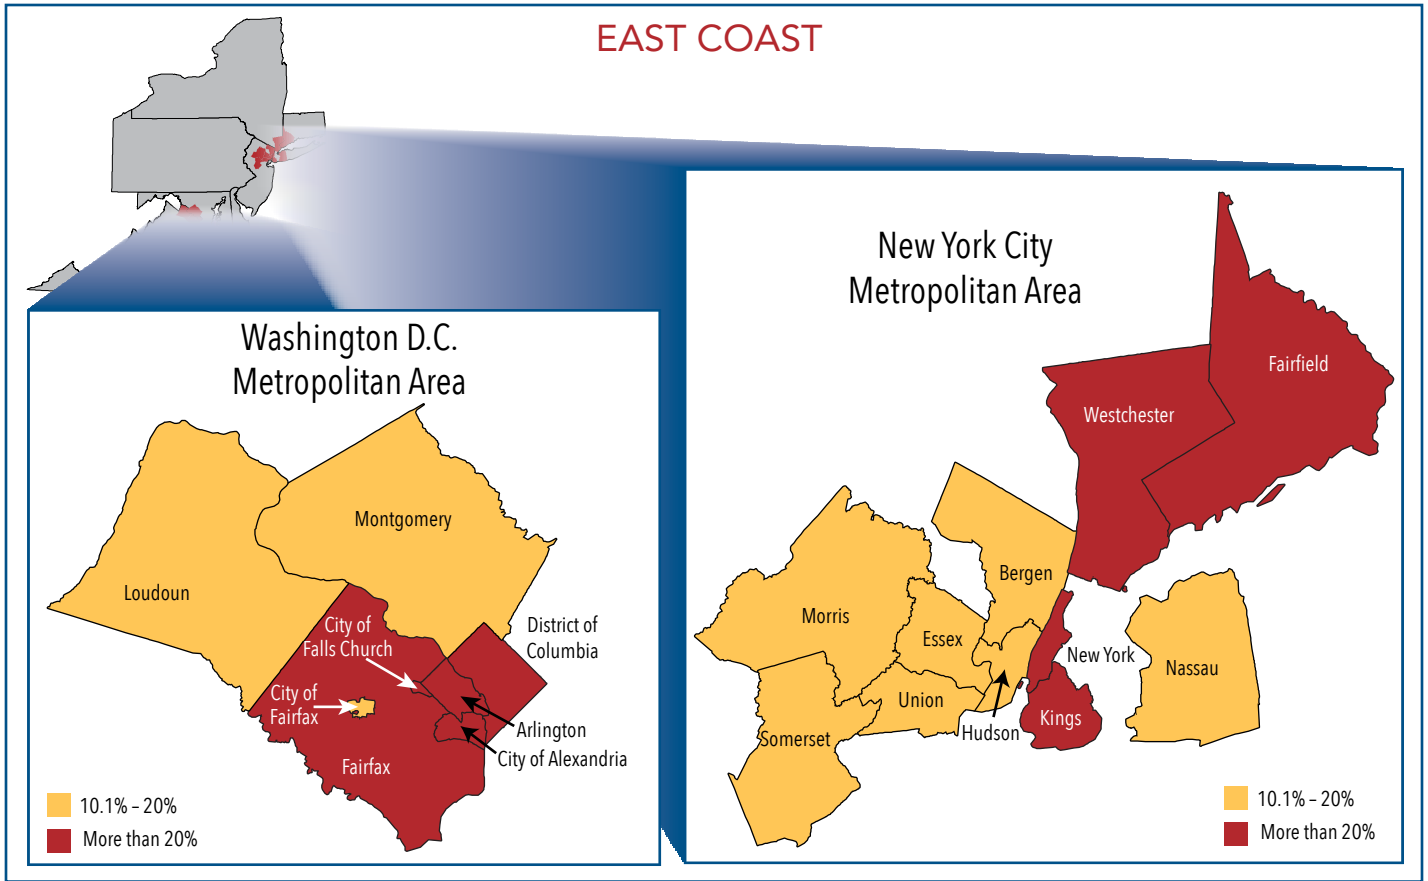 EAST COAST
Washington D.C.
Metropolitan Area
Montgomery
Loudoun
City of
Falls Church
District of
Columbia
City of
Fairfax
Arlington
City of Alexandria
Fairfax
10.1% – 20%
More than 20%
New York City
Metropolitan Area
Fairfield
Westchester
Bergen
Morris
Essex
New York
Nassau
Union
Hudson
Kings
Somerset
10.1% – 20%
More than 20%